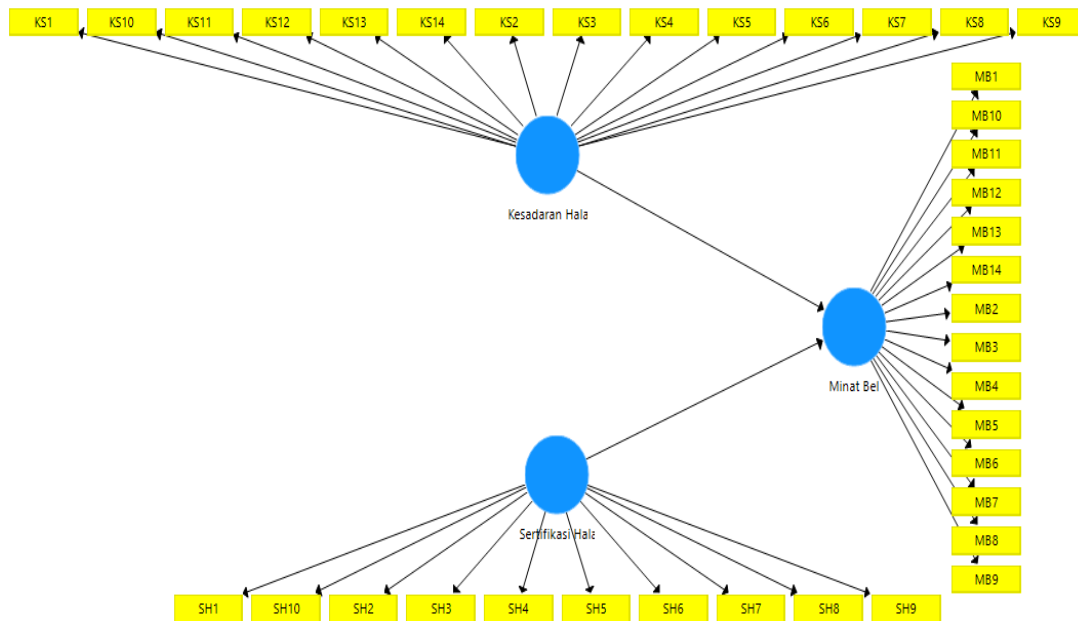 KS1 KS10 KS11 KS12 KS13 KS14 KS2 KS3 KS4 KS5 KS6 KS7 KS8 KS9
MB1
MB10
MB11
MB12
MB13
MB14
MB2
MB3
MB4
MB5
MB6
MB7
MB8
MB9
Kesadaran Hala
Minat Bel
Sertifikasi Hala
SH1 SH10 SH2 SH3 SH4 SH5 SH6 SH7 SH8 SH9